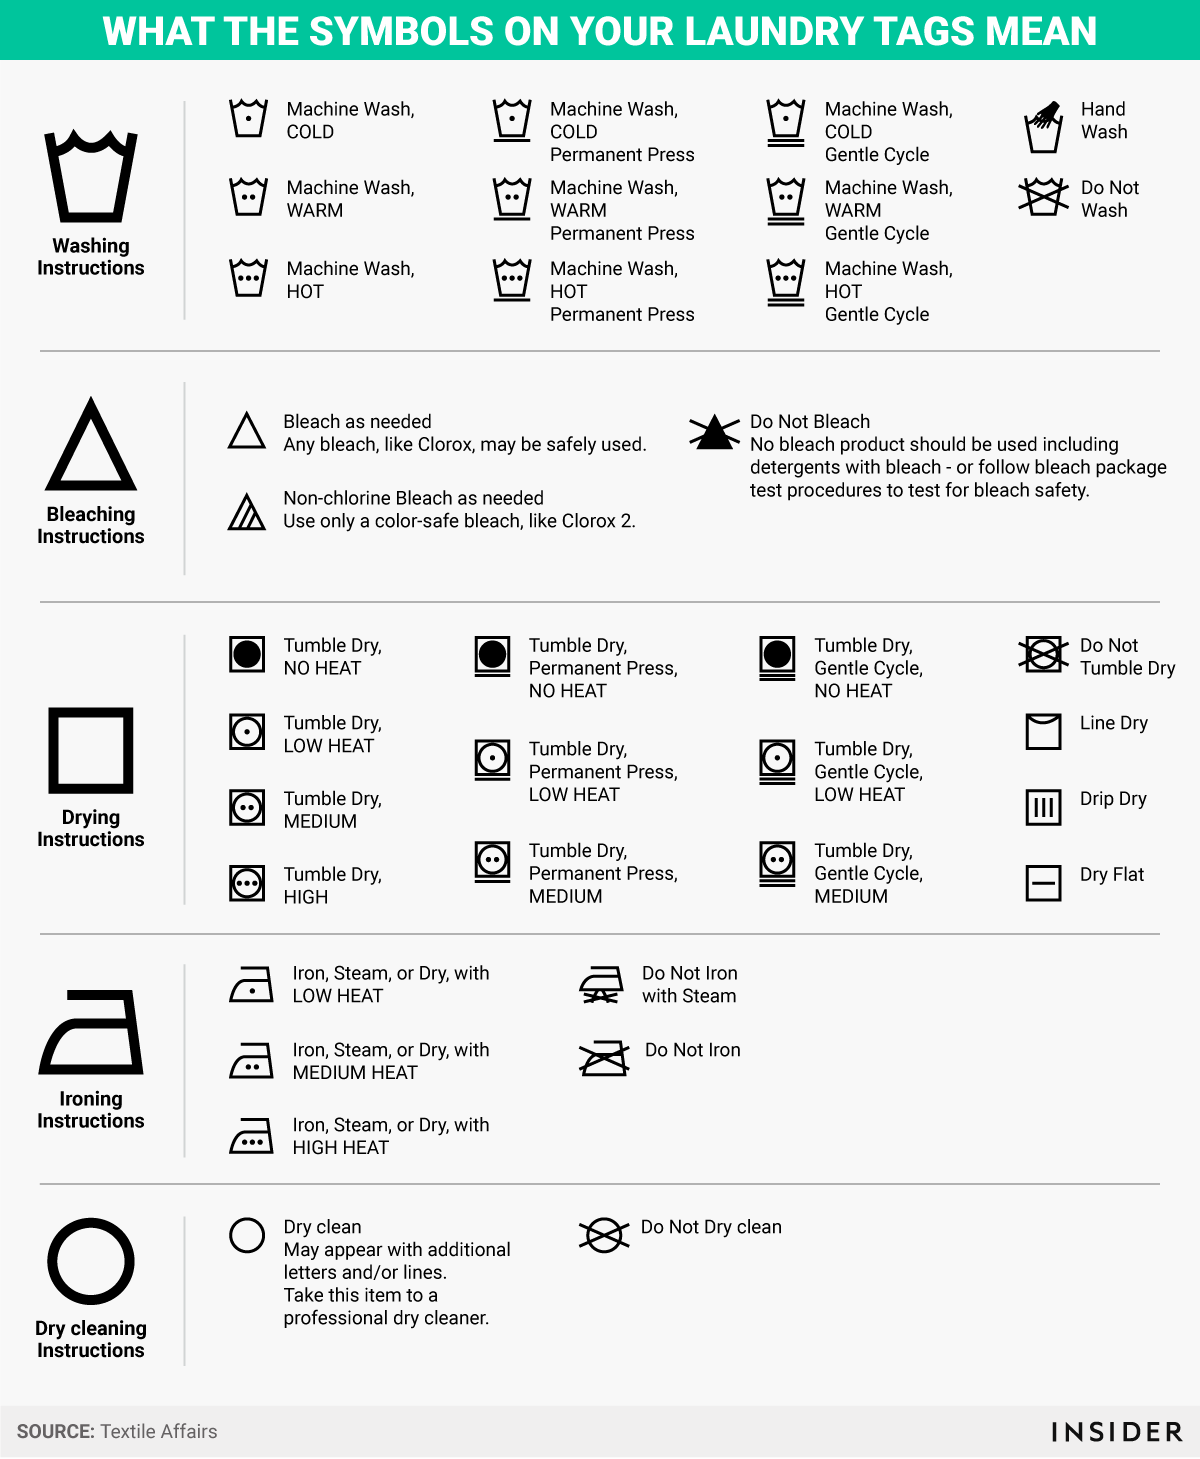 WHAT THE SYMBOLS ON YOUR LAUNDRY TAGS MEAN
Washing
Instructions
Machine Wash,
COLD
Machine Wash,
COLD
Permanent Press
Machine Wash,
COLD
Gentle Cycle
Hand
Wash
Machine Wash,
WARM
Machine Wash,
WARM
Permanent Press
Machine Wash,
WARM
Gentle Cycle
Do Not
Wash
Machine Wash,
HOT
Machine Wash,
HOT
Permanent Press
Machine Wash,
HOT
Gentle Cycle
Bleaching
Instructions
Bleach as needed
Any bleach, like Clorox, may be safely used.
Non-chlorine Bleach as needed
Use only a color-safe bleach, like Clorox 2.
Do Not Bleach
No bleach product should be used including
detergents with bleach - or follow bleach package
test procedures to test for bleach safety.
Drying
Instructions
Tumble Dry,
NO HEAT
Tumble Dry,
LOW HEAT
Tumble Dry,
MEDIUM
Tumble Dry,
HIGH
Tumble Dry,
Permanent Press,
NO HEAT
Tumble Dry,
Permanent Press,
LOW HEAT
Tumble Dry,
Permanent Press,
MEDIUM
Tumble Dry,
Gentle Cycle,
NO HEAT
Tumble Dry,
Gentle Cycle,
LOW HEAT
Tumble Dry,
Gentle Cycle,
MEDIUM
Do Not
Tumble Dry
Line Dry
Drip Dry
Dry Flat
Ironing
Instructions
Iron, Steam, or Dry, with
LOW HEAT
Iron, Steam, or Dry, with
MEDIUM HEAT
Iron, Steam, or Dry, with
HIGH HEAT
Do Not Iron
with Steam
Do Not Iron
Dry cleaning
Instructions
Dry clean
May appear with additional
letters and/or lines.
Take this item to a
professional dry cleaner.
Do Not Dry clean
SOURCE: Textile Affairs
INSIDER